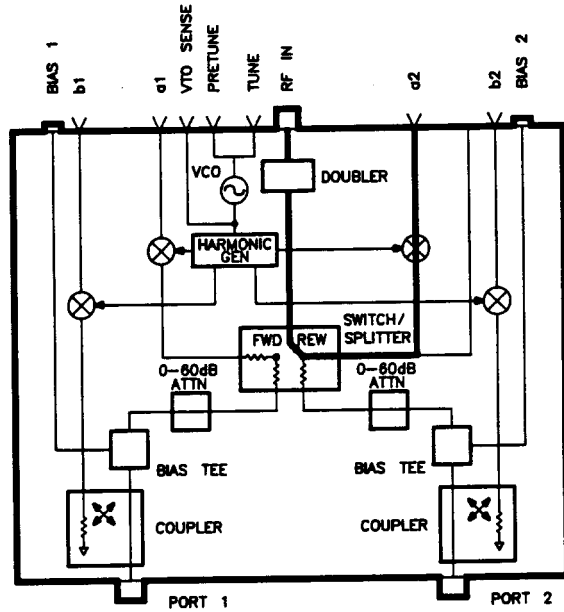 BIAS 1
b1
a1
VTO SENSE
PRETUNE
TUNE
RF IN
a2
b2
BIAS 2
VCO
DOUBLER
HARMONIC
GEN
SWITCH/
SPLITTER
FWD
REW
0-60dB
ATTN
0-60dB
ATTN
BIAS TEE
BIAS TEE
COUPLER
COUPLER
PORT 1
PORT 2